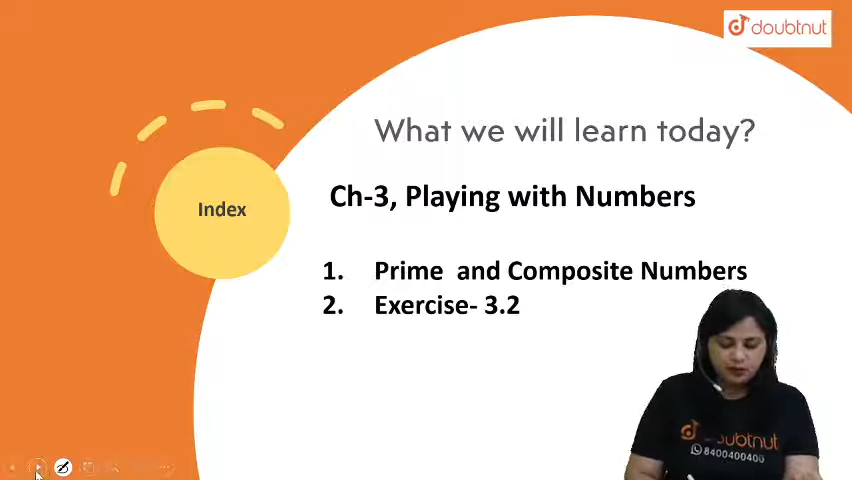 doubtnut
What we will learn today?
Index
Ch-3, Playing with Numbers
1. Prime and Composite Numbers
2. Exercise- 3.2
doubtnut
8400400400